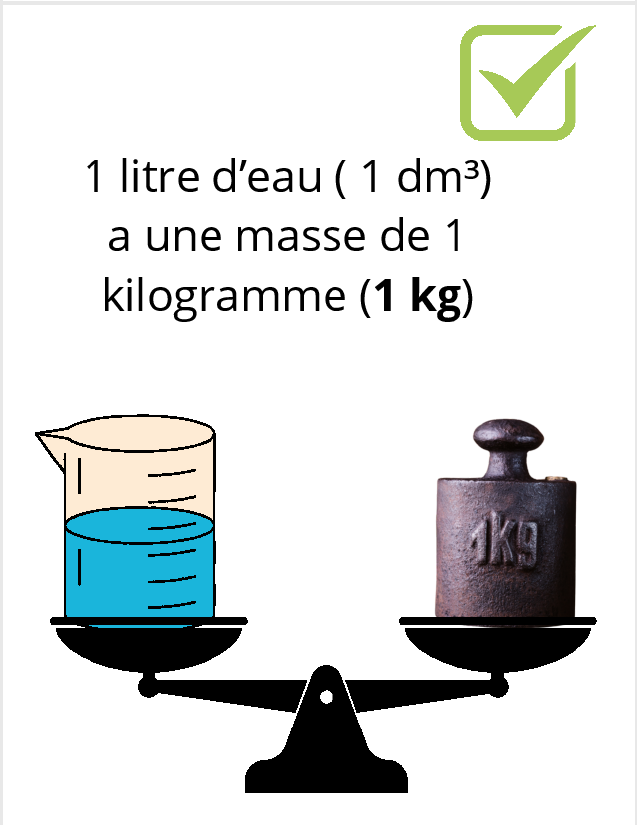 1 litre d’eau ( 1 dm³)
a une masse de 1
kilogramme (1 kg)
1kg